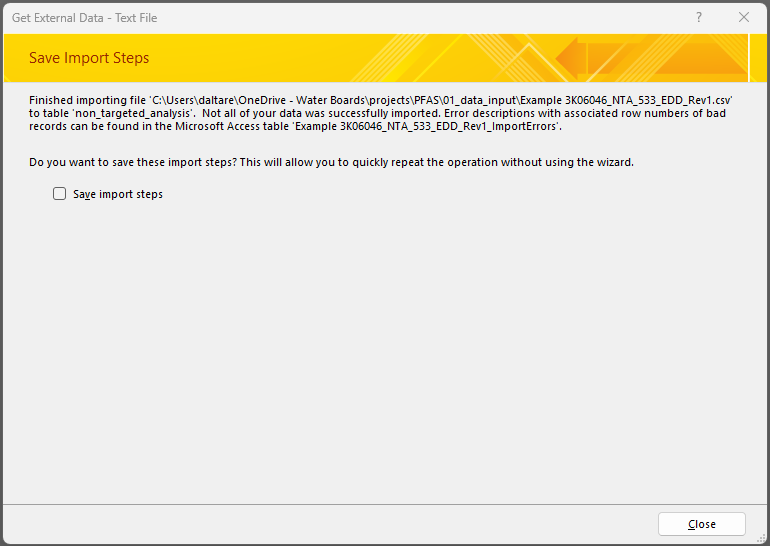 Get External Data - Text File
?
Save Import Steps
Finished importing file 'C:\Users\daltare\OneDrive - Water Boards\projects\PFAS\01_data_input\Example 3K06046_NTA_533_EDD_Rev1.csv'
to table 'non_targeted_analysis'.  Not all of your data was successfully imported. Error descriptions with associated row numbers of bad
records can be found in the Microsoft Access table 'Example 3K06046_NTA_533_EDD_Rev1_ImportErrors'.
Do you want to save these import steps? This will allow you to quickly repeat the operation without using the wizard.
Save import steps
Close